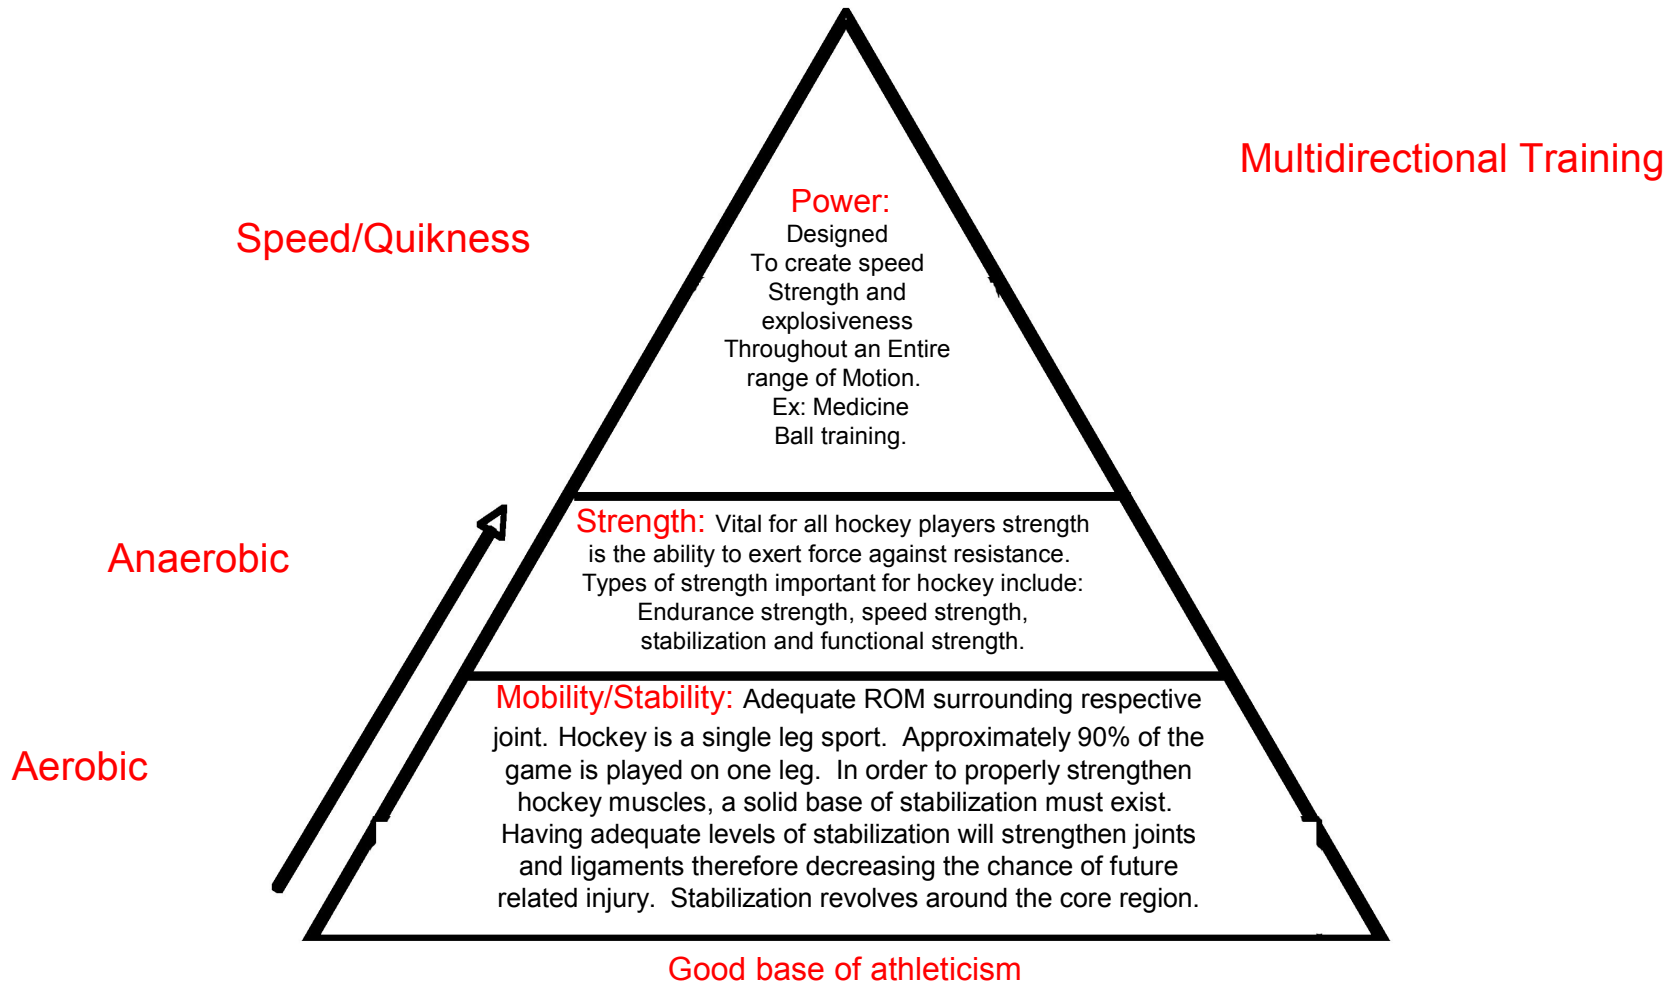 Multidirectional Training
Speed/Quikness
Power:
Designed
To create speed
Strength and
explosiveness
Throughout an Entire
range of Motion.
Ex: Medicine
Ball training.
Anaerobic
Strength: Vital for all hockey players strength
is the ability to exert force against resistance.
Types of strength important for hockey include:
Endurance strength, speed strength,
stabilization and functional strength.
Aerobic
Mobility/Stability: Adequate ROM surrounding respective
joint. Hockey is a single leg sport.  Approximately 90% of the
game is played on one leg.  In order to properly strengthen
hockey muscles, a solid base of stabilization must exist.
Having adequate levels of stabilization will strengthen joints
and ligaments therefore decreasing the chance of future
related injury.  Stabilization revolves around the core region.
Good base of athleticism